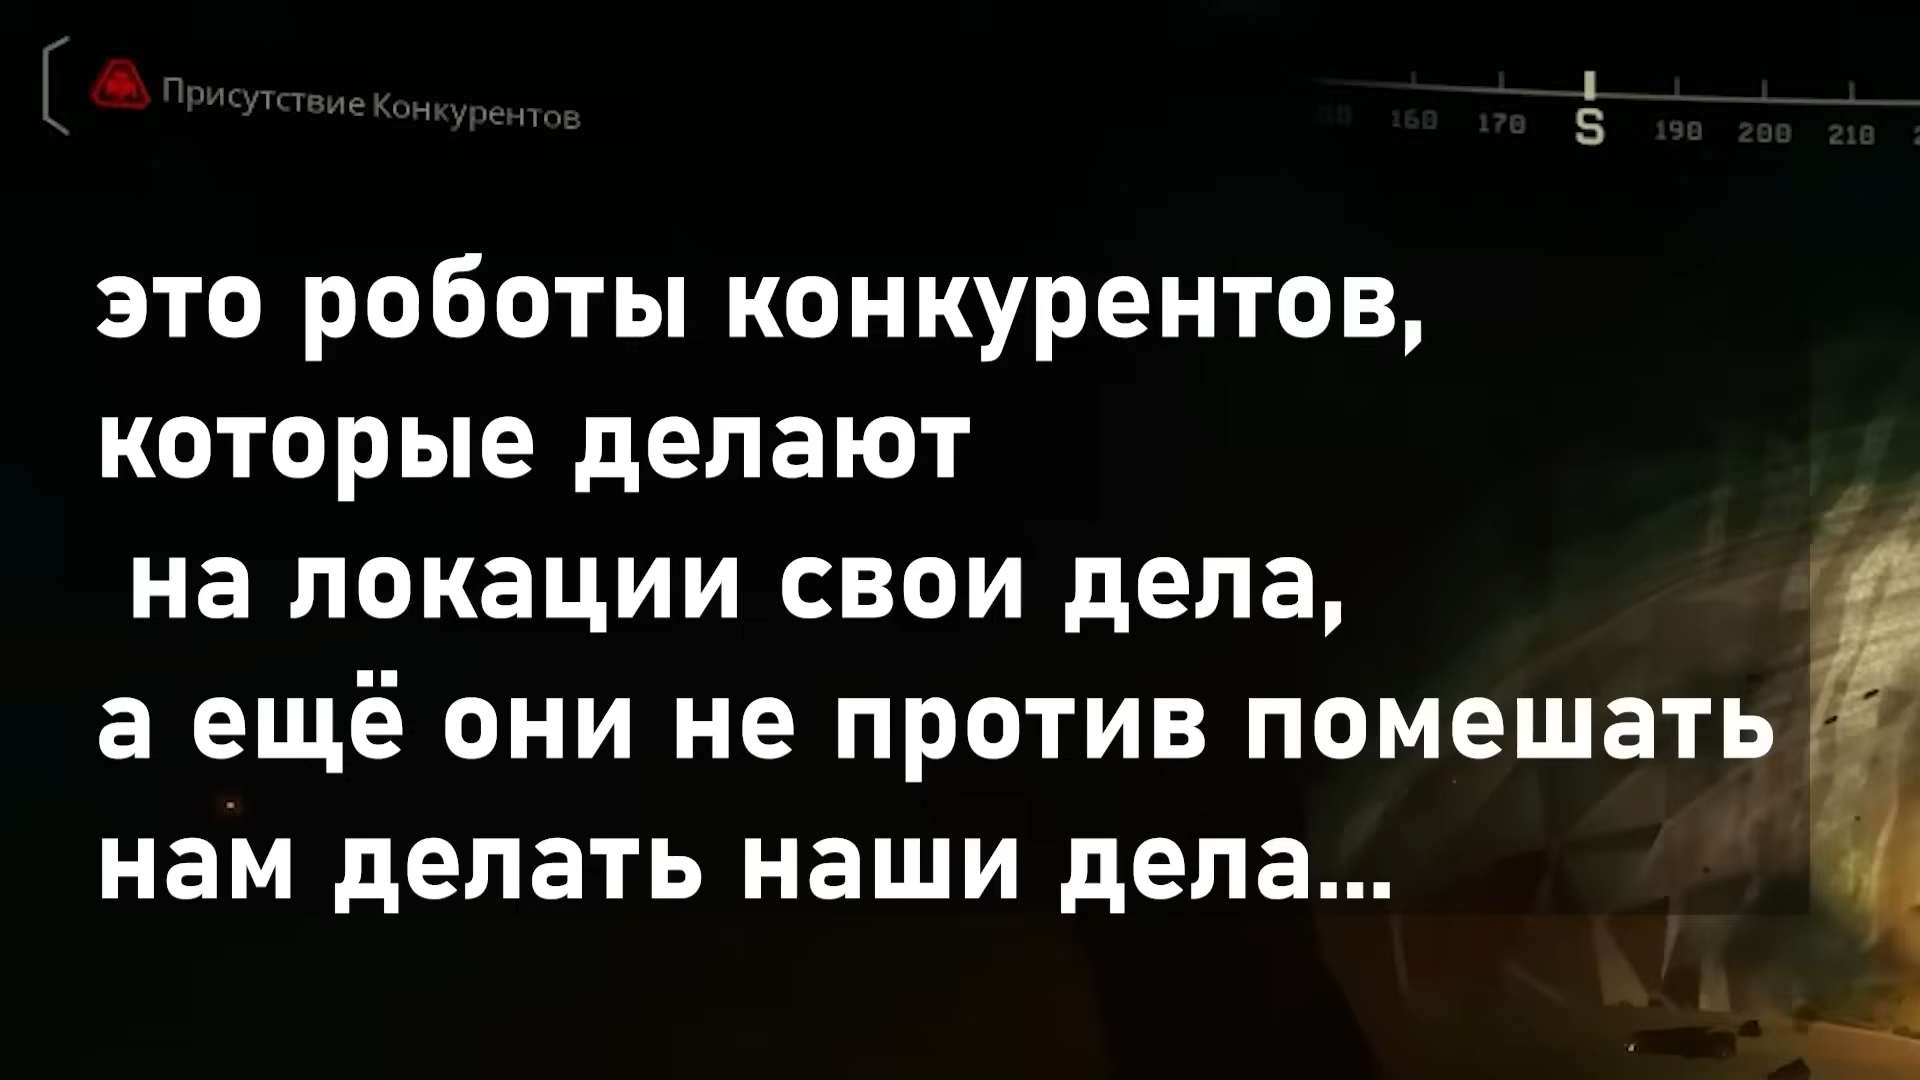 Присутствие Конкурентов
160 170 S 190 200 210
это роботы конкурентов,
которые делают
на локации свои дела,
а ещё они не против помешать
нам делать наши дела...